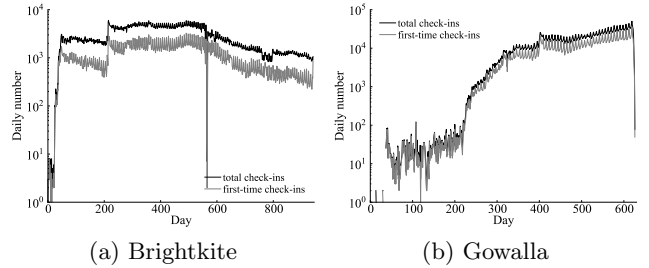 10^4
10^3
10^2
10^1
10^0
Daily number
total check-ins
first-time check-ins
0 200 400 600 800
Day
(a) Brightkite
10^5
10^4
10^3
10^2
10^1
10^0
Daily number
total check-ins
first-time check-ins
0 100 200 300 400 500 600
Day
(b) Gowalla